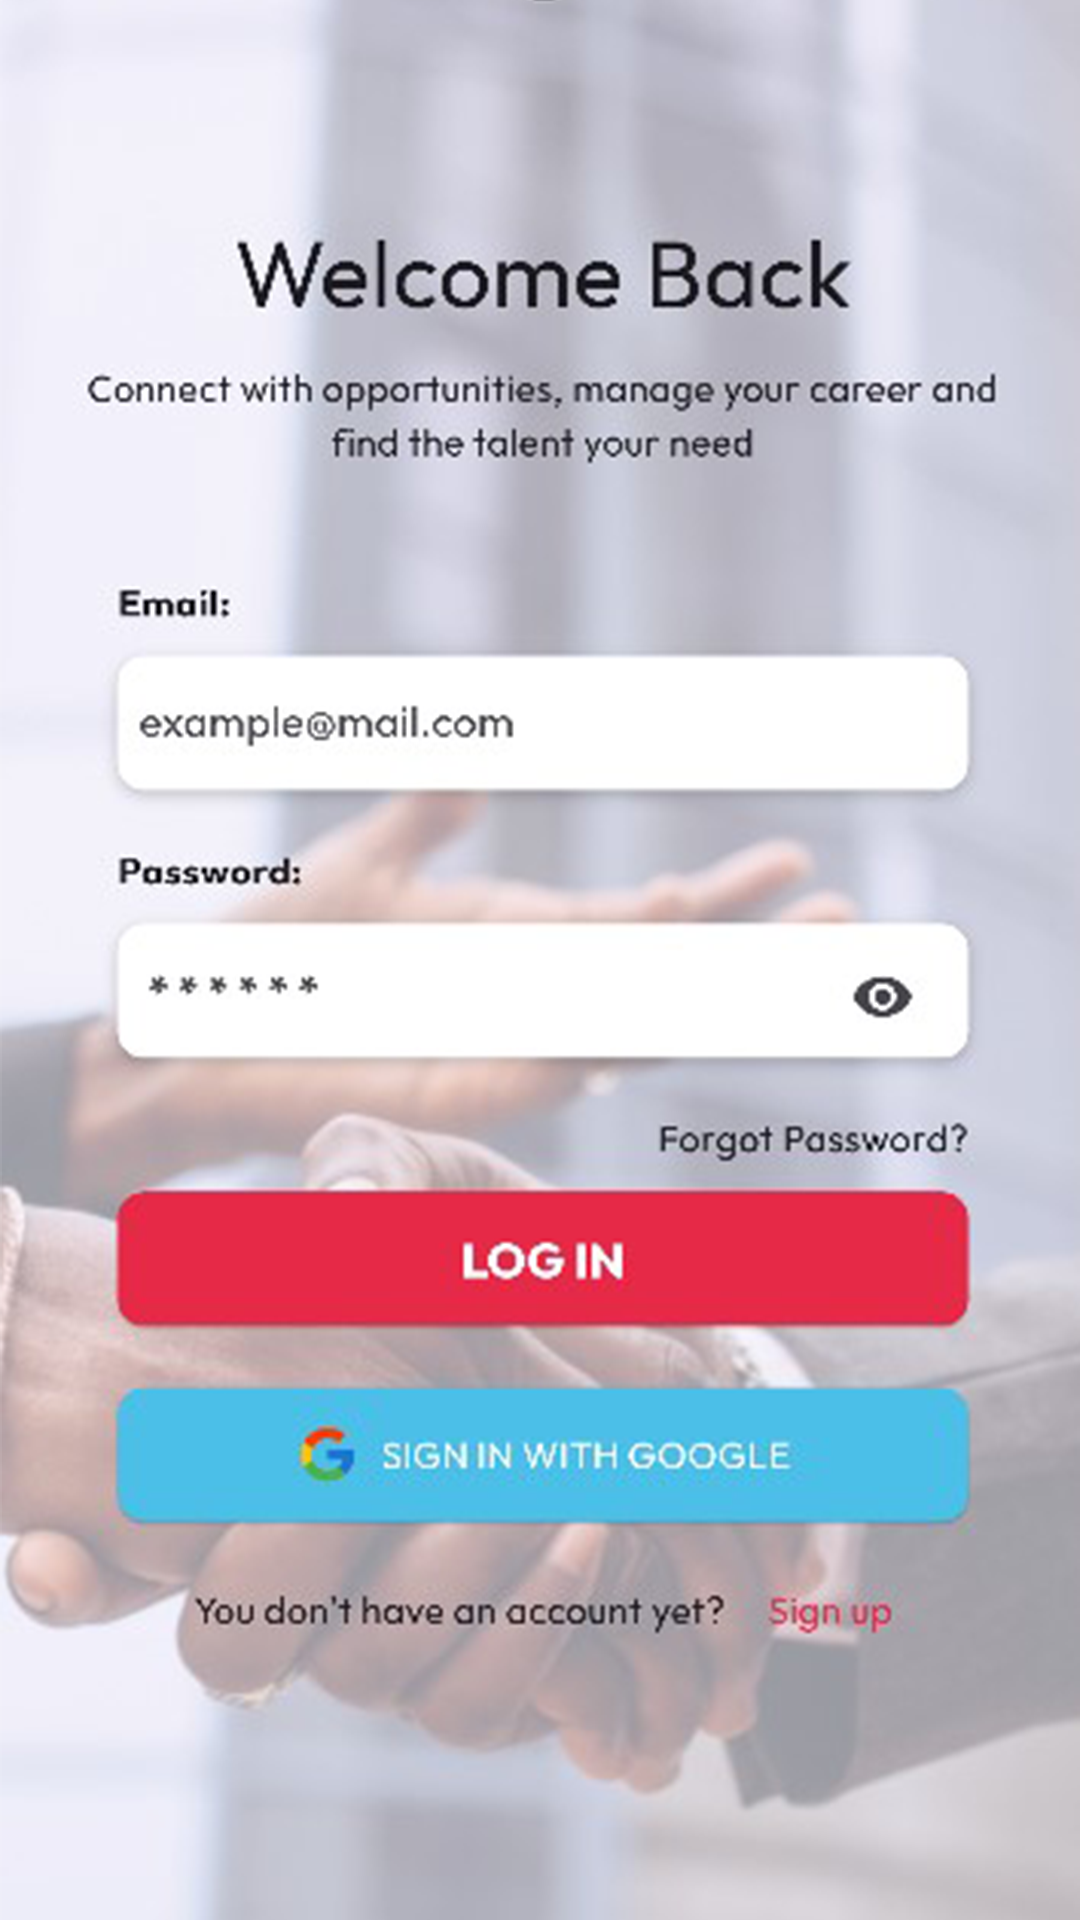 Welcome Back
Connect with opportunities, manage your career and
find the talent your need
Email:
example@mail.com
Password:
******
Forgot Password?
LOG IN
SIGN IN WITH GOOGLE
You don't have an account yet? Sign up